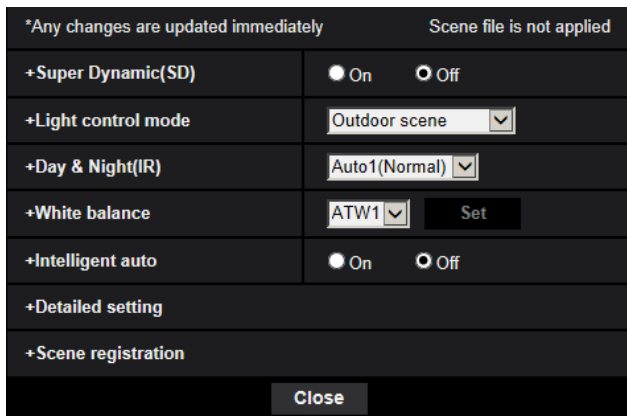 *Any changes are updated immediately Scene file is not applied
+Super Dynamic(SD) On Off
+Light control mode Outdoor scene
+Day & Night(IR) Auto1(Normal)
+White balance ATW1 Set
+Intelligent auto On Off
+Detailed setting
+Scene registration
Close